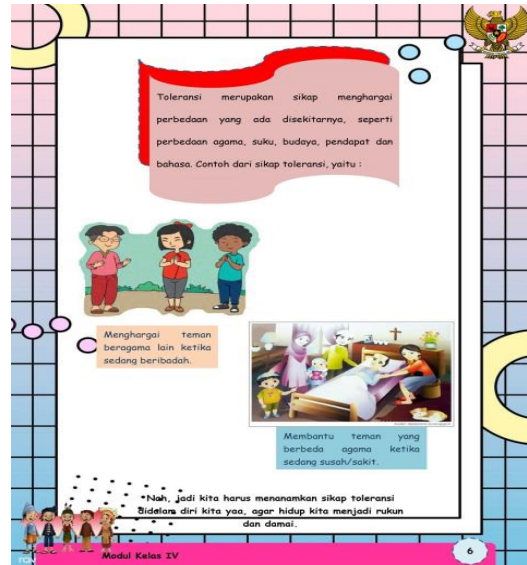 Toleransi merupakan sikap menghargai
perbedaan yang ada disekitarnya, seperti
perbedaan agama, suku, budaya, pendapat dan
bahasa. Contoh dari sikap toleransi, yaitu :
Menghargai teman
beragama lain ketika
sedang beribadah.
Membantu teman yang
berbeda agama ketika
sedang susah/sakit.
Nah, jadi kita harus menanamkan sikap toleransi
didalam diri kita yaa, agar hidup kita menjadi rukun
dan damai.
Modul Kelas IV
6